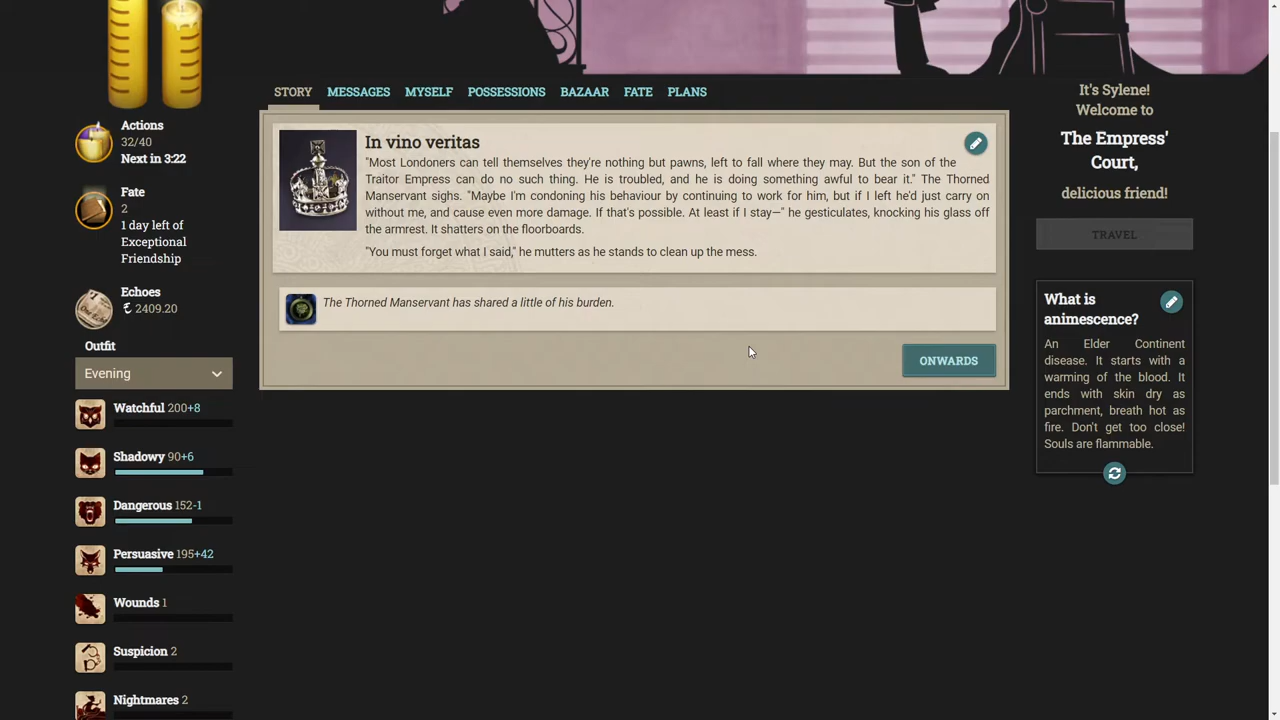 STORY MESSAGES MYSELF POSSESSIONS BAZAAR FATE PLANS
Actions
32/40
Next in 3:22
Fate
2
1 day left of
Exceptional
Friendship
Echoes
2409.20
Outfit
Evening
Watchful 200+8
Shadowy 90+6
Dangerous 152-1
Persuasive 195+42
Wounds 1
Suspicion 2
Nightmares 2
In vino veritas
"Most Londoners can tell themselves they're nothing but pawns, left to fall where they may. But the son of the
Traitor Empress can do no such thing. He is troubled, and he is doing something awful to bear it." The Thorned
Manservant sighs. "Maybe I'm condoning his behaviour by continuing to work for him, but if I left he'd just carry on
without me, and cause even more damage. If that's possible. At least if I stay—" he gesticulates, knocking his glass off
the armrest. It shatters on the floorboards.
"You must forget what I said," he mutters as he stands to clean up the mess.
The Thorned Manservant has shared a little of his burden.
ONWARDS
It's Sylene!
Welcome to
The Empress'
Court,
delicious friend!
TRAVEL
What is
animescence?
An Elder Continent
disease. It starts with a
warming of the blood. It
ends with skin dry as
parchment, breath hot as
fire. Don't get too close!
Souls are flammable.